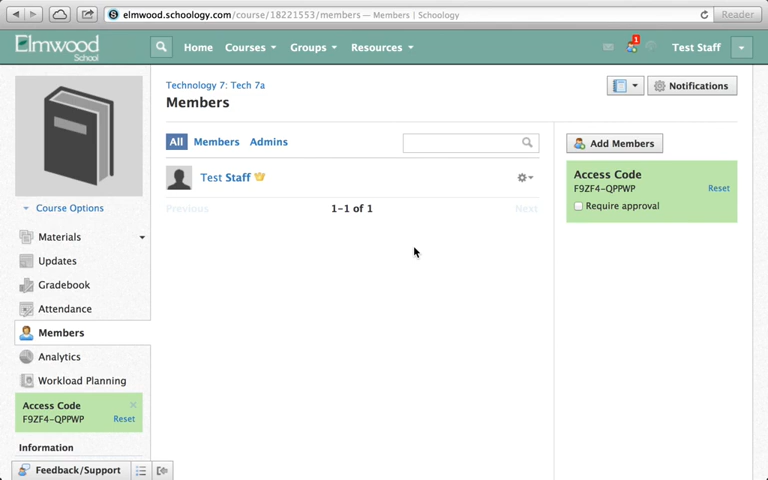 elmwood.schoology.com/course/18221553/members — Members | Schoology
Reader
Elmwood
School
Home
Courses
Groups
Resources
1
Test Staff
Technology 7: Tech 7a
Members
Notifications
All
Members
Admins
Add Members
Test Staff
Access Code
F9ZF4-QPPWP
Reset
Require approval
Previous
1-1 of 1
Next
Course Options
Materials
Updates
Gradebook
Attendance
Members
Analytics
Workload Planning
Access Code
F9ZF4-QPPWP
Reset
Information
Feedback/Support